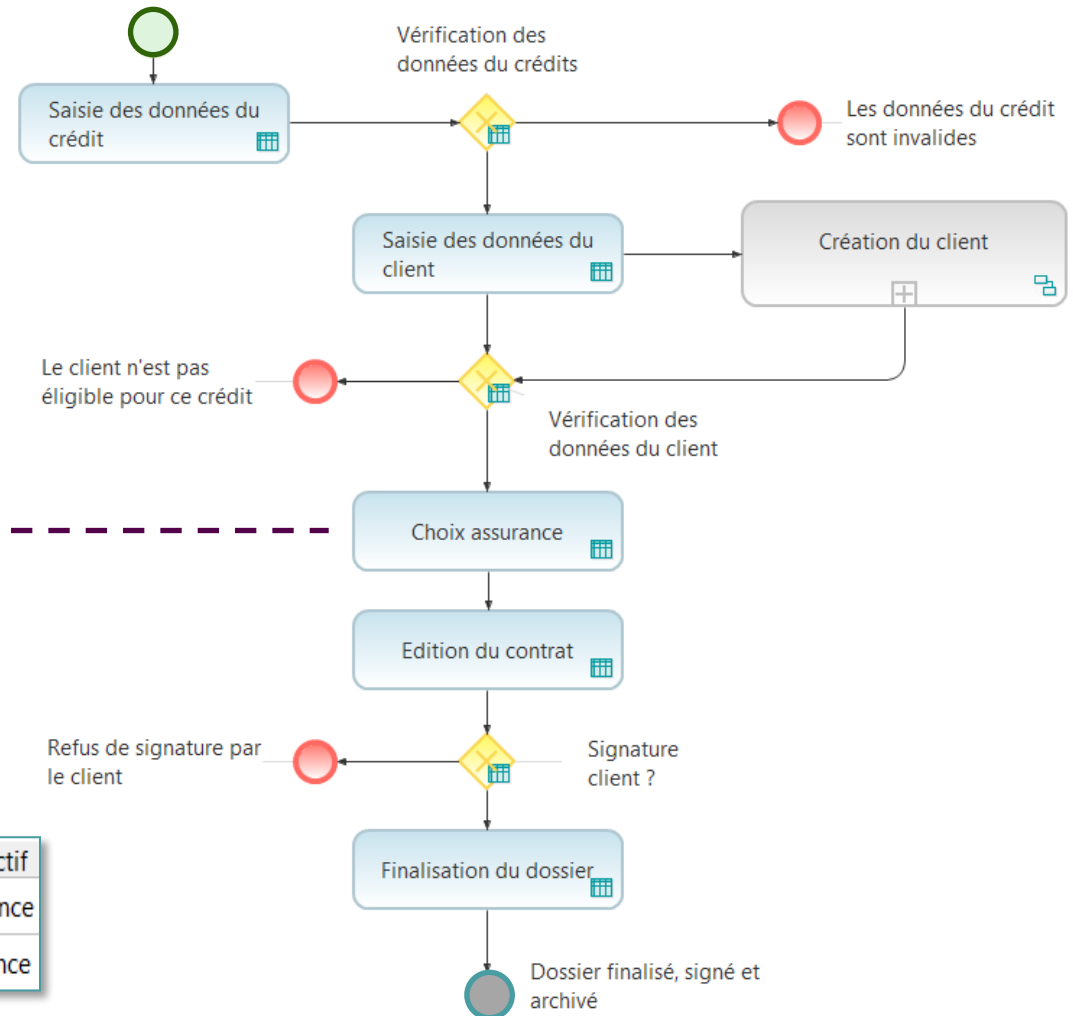 Vérification des
données du crédits
Saisie des données du
crédit
Les données du crédit
sont invalides
Saisie des données du
client
Création du client
Le client n'est pas
éligible pour ce crédit
Vérification des
données du client
Choix assurance
Edition du contrat
Refus de signature par
le client
Signature
client ?
Finalisation du dossier
Dossier finalisé, signé et
archivé